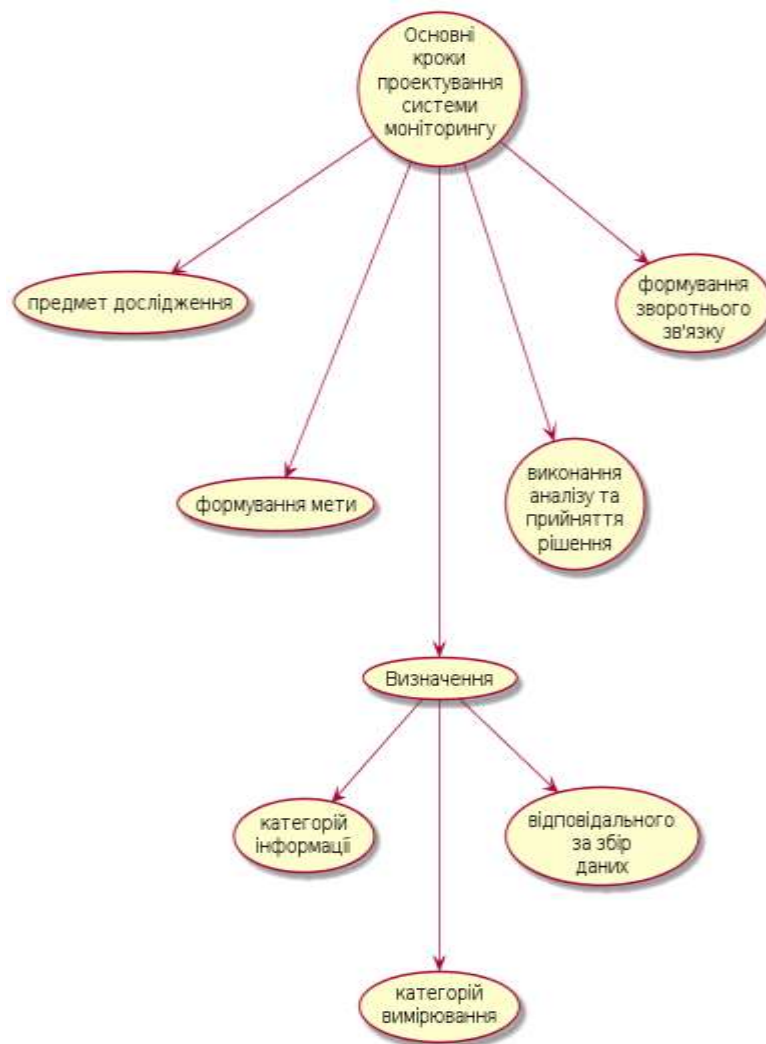 Основні
кроки
проектування
системи
моніторингу
предмет дослідження
формування
зворотнього
зв'язку
формування мети
виконання
аналізу та
прийняття
рішення
Визначення
категорій
інформації
відповідального
за збір
даних
категорій
вимірювання